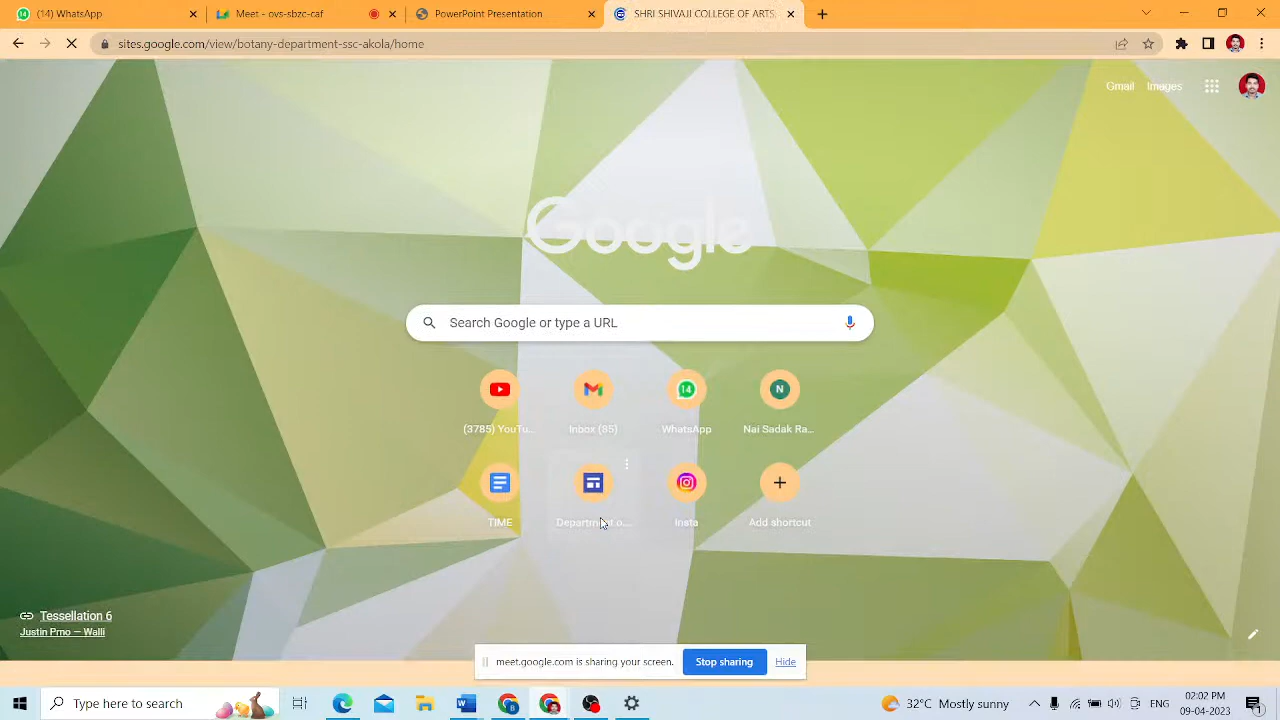 (14) WhatsApp
Meet - ovs-sbzc-caf
PowerPoint Presentation
SHRI SHIVAJI COLLEGE OF ARTS,
sites.google.com/view/botany-department-ssc-akola/home
Gmail
Images
Google
Search Google or type a URL
14
N
(3785) YouTu...
Inbox (85)
WhatsApp
Nai Sadak Ra...
TIME
Department o...
Insta
Add shortcut
Tessellation 6
Justin Prno — Walli
meet.google.com is sharing your screen.
Stop sharing
Hide
Type here to search
32°C Mostly sunny
02:02 PM
09-04-2023